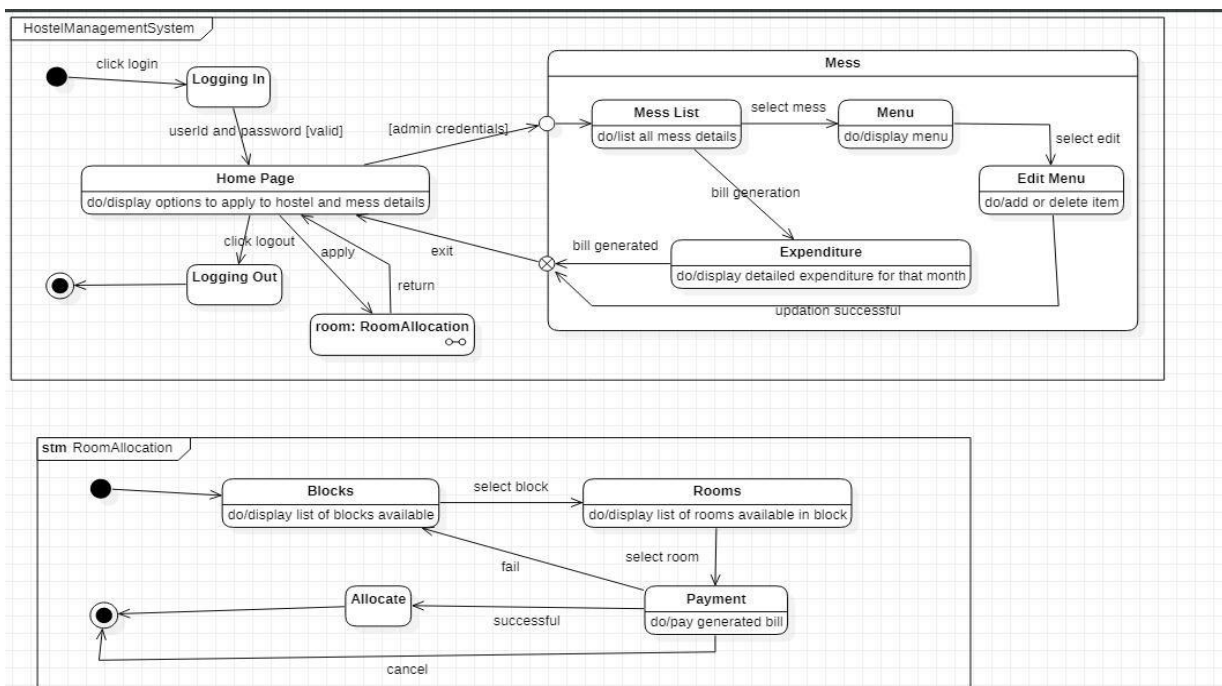 HostelManagementSystem
click login
Logging In
userId and password [valid]
Home Page
do/display options to apply to hostel and mess details
click logout
Logging Out
apply
return
room: RoomAllocation
[admin credentials]
exit
Mess
Mess List
do/list all mess details
select mess
Menu
do/display menu
select edit
Edit Menu
do/add or delete item
bill generation
Expenditure
do/display detailed expenditure for that month
bill generated
updation successful
stm RoomAllocation
Blocks
do/display list of blocks available
select block
Rooms
do/display list of rooms available in block
select room
fail
Payment
do/pay generated bill
successful
Allocate
cancel